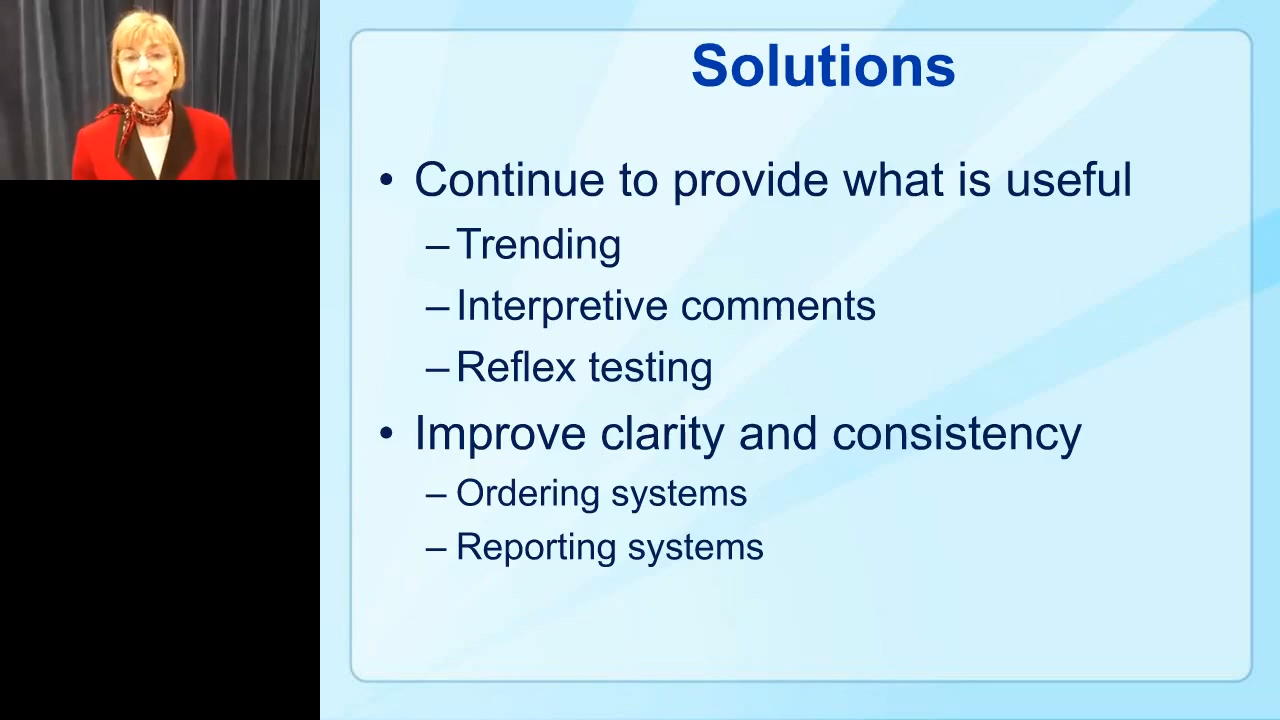 Solutions
• Continue to provide what is useful
– Trending
– Interpretive comments
– Reflex testing
• Improve clarity and consistency
– Ordering systems
– Reporting systems